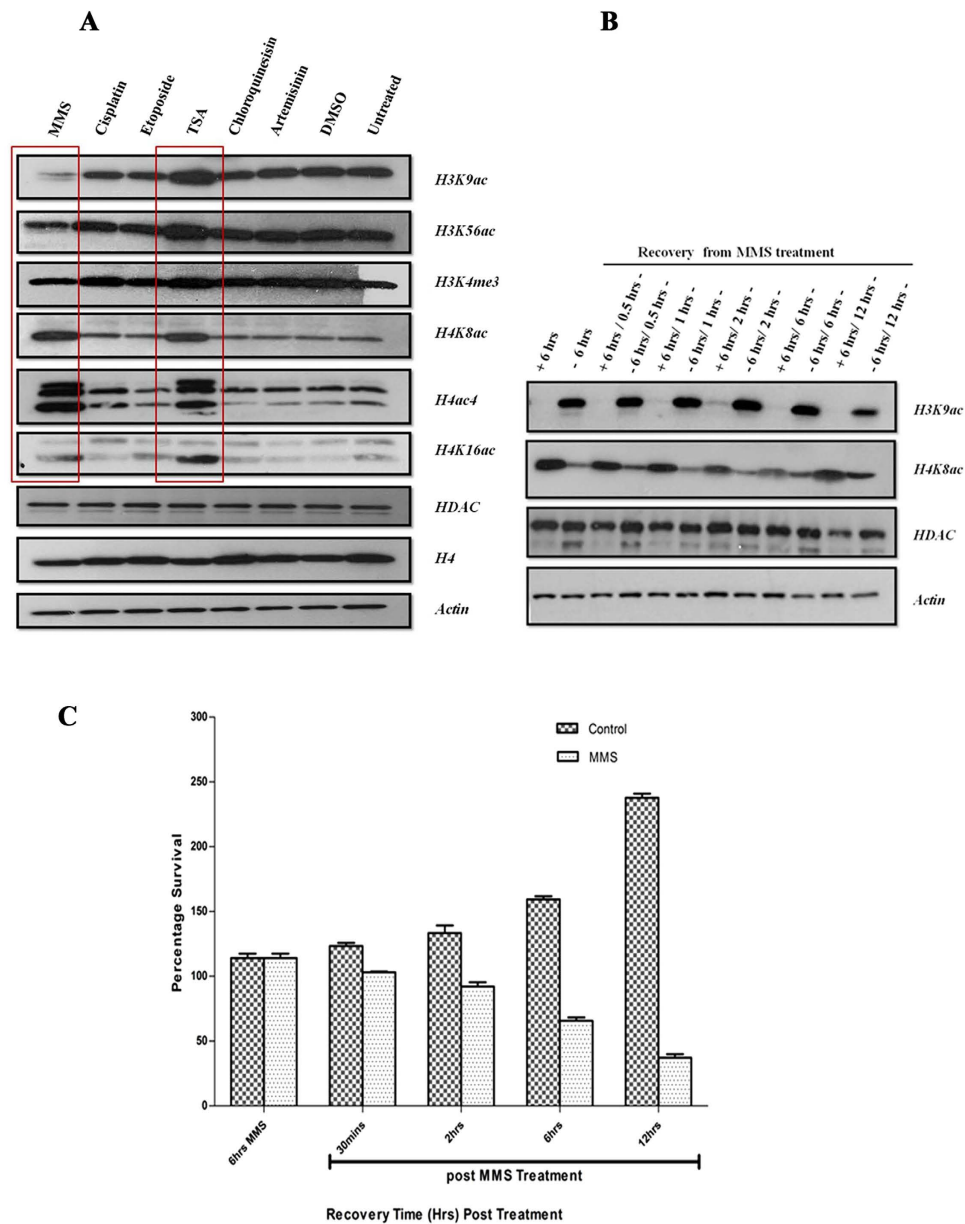 A
MMS
Cisplatin
Etoposide
TSA
Chloroquinesisin
Artemisinin
DMSO
Untreated
H3K9ac
H3K56ac
H3K4me3
H4K8ac
H4ac4
H4K16ac
HDAC
H4
Actin
B
Recovery from MMS treatment
+ 6 hrs
- 6 hrs
+ 6 hrs / 0.5 hrs -
- 6 hrs/ 0.5 hrs -
+ 6 hrs/ 1 hrs -
- 6 hrs/ 1 hrs -
+ 6 hrs/ 2 hrs -
- 6 hrs/ 2 hrs -
+ 6 hrs/ 6 hrs -
- 6 hrs/ 6 hrs -
+ 6 hrs/ 12 hrs -
- 6 hrs/ 12 hrs -
H3K9ac
H4K8ac
HDAC
Actin
C
Percentage Survival
300
250
200
150
100
50
0
Control
MMS
6hrs MMS
30mins
2hrs
6hrs
12hrs
post MMS Treatment
Recovery Time (Hrs) Post Treatment